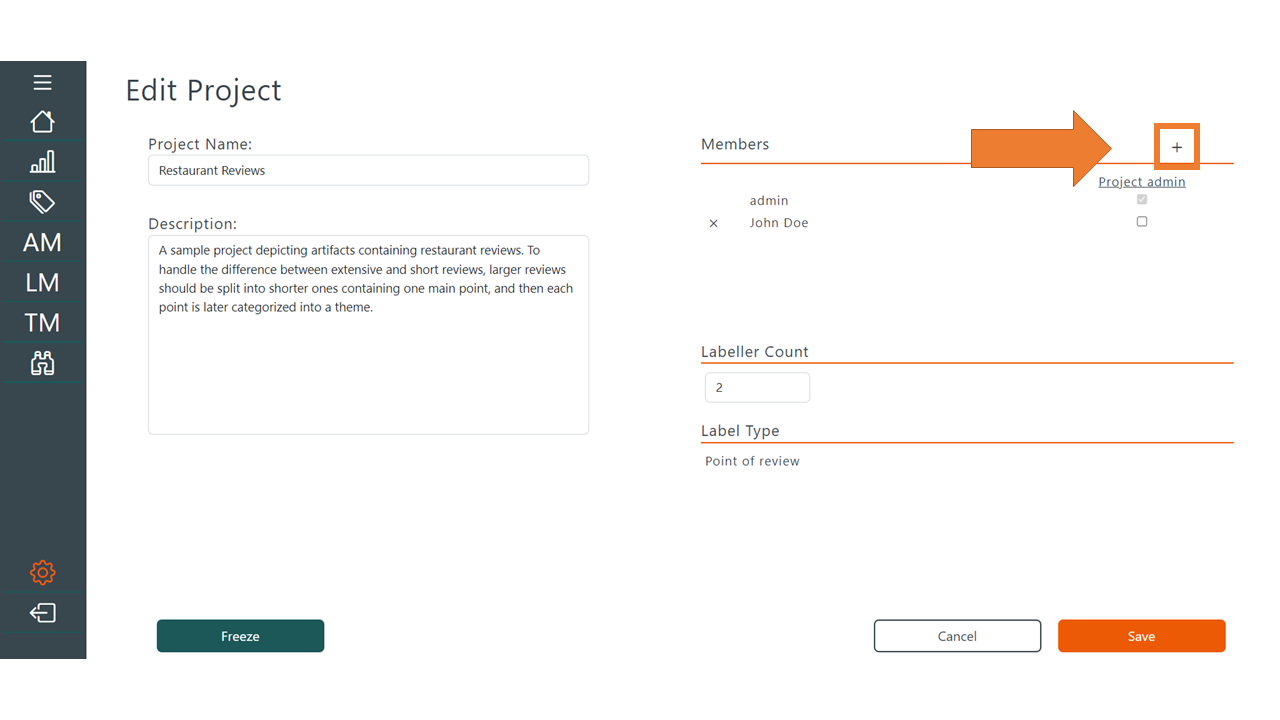 Edit Project
Project Name:
Restaurant Reviews
Description:
A sample project depicting artifacts containing restaurant reviews. To
handle the difference between extensive and short reviews, larger reviews
should be split into shorter ones containing one main point, and then each
point is later categorized into a theme.
AM
LM
TM
Members
+
Project admin
admin
× John Doe
Labeller Count
2
Label Type
Point of review
Freeze
Cancel
Save